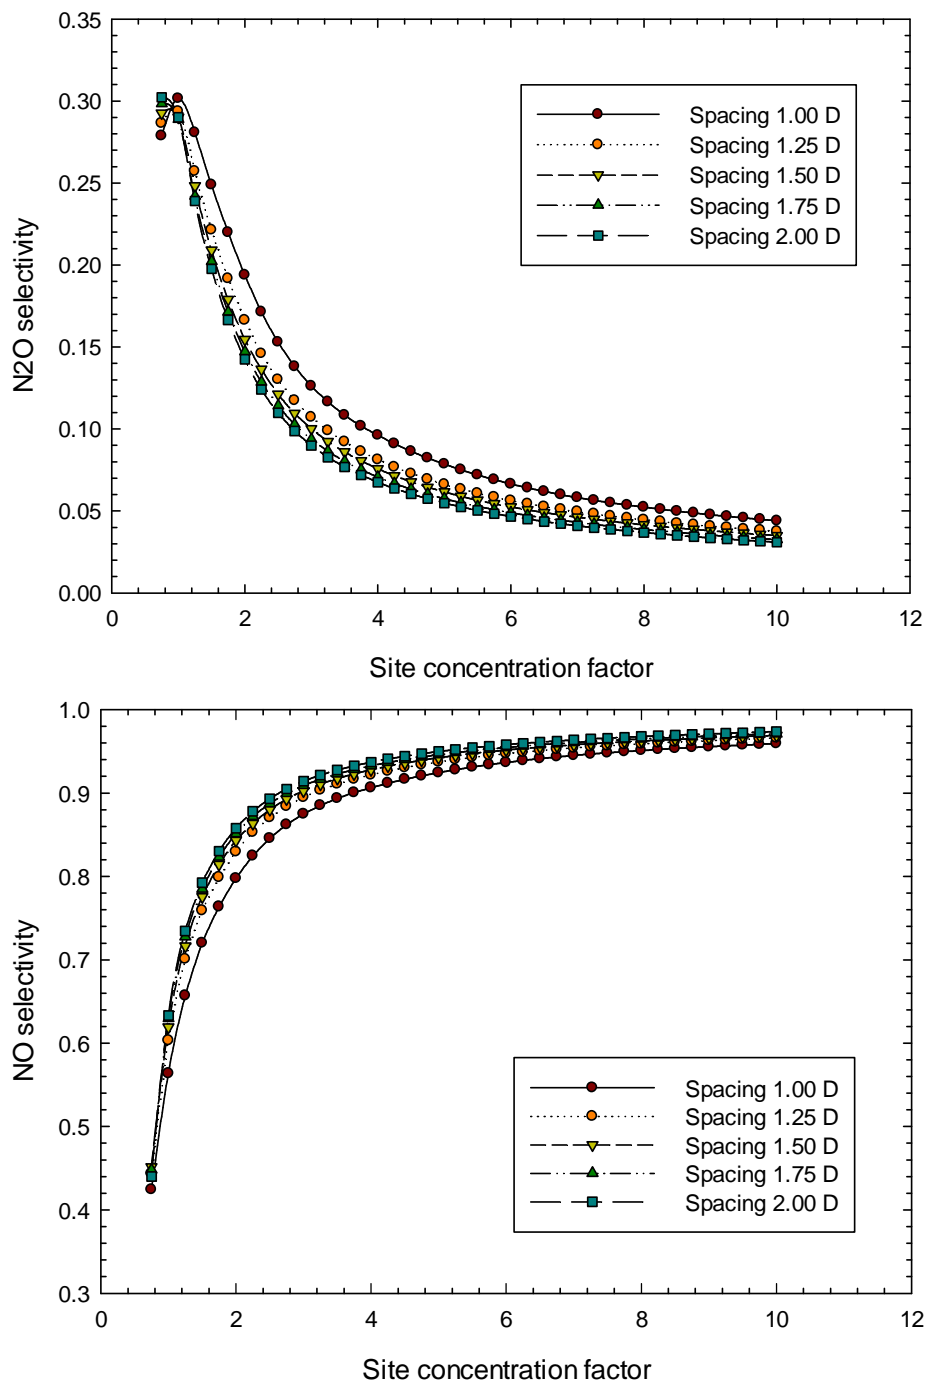 0.35
0.30
0.25
0.20
0.15
0.10
0.05
0.00
N2O selectivity
Spacing 1.00 D
Spacing 1.25 D
Spacing 1.50 D
Spacing 1.75 D
Spacing 2.00 D
0 2 4 6 8 10 12
Site concentration factor
1.0
0.9
0.8
0.7
0.6
0.5
0.4
0.3
NO selectivity
Spacing 1.00 D
Spacing 1.25 D
Spacing 1.50 D
Spacing 1.75 D
Spacing 2.00 D
0 2 4 6 8 10 12
Site concentration factor